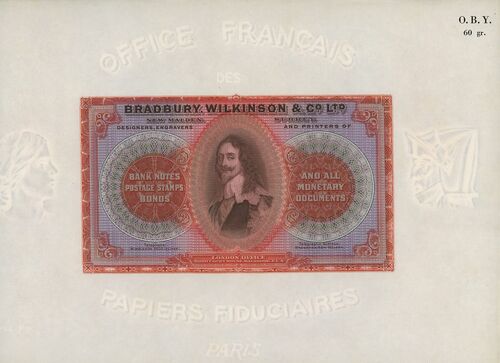 O.B.Y.
60 gr.
OFFICE FRANÇAIS
DES
BRADBURY, WILKINSON & Cº. LTD
NEW MALDEN, SURREY.
DESIGNERS, ENGRAVERS AND PRINTERS OF
BANK NOTES
POSTAGE STAMPS
BONDS
AND ALL
MONETARY
DOCUMENTS
LONDON OFFICE
PAPIERS FIDUCIAIRES
PARIS